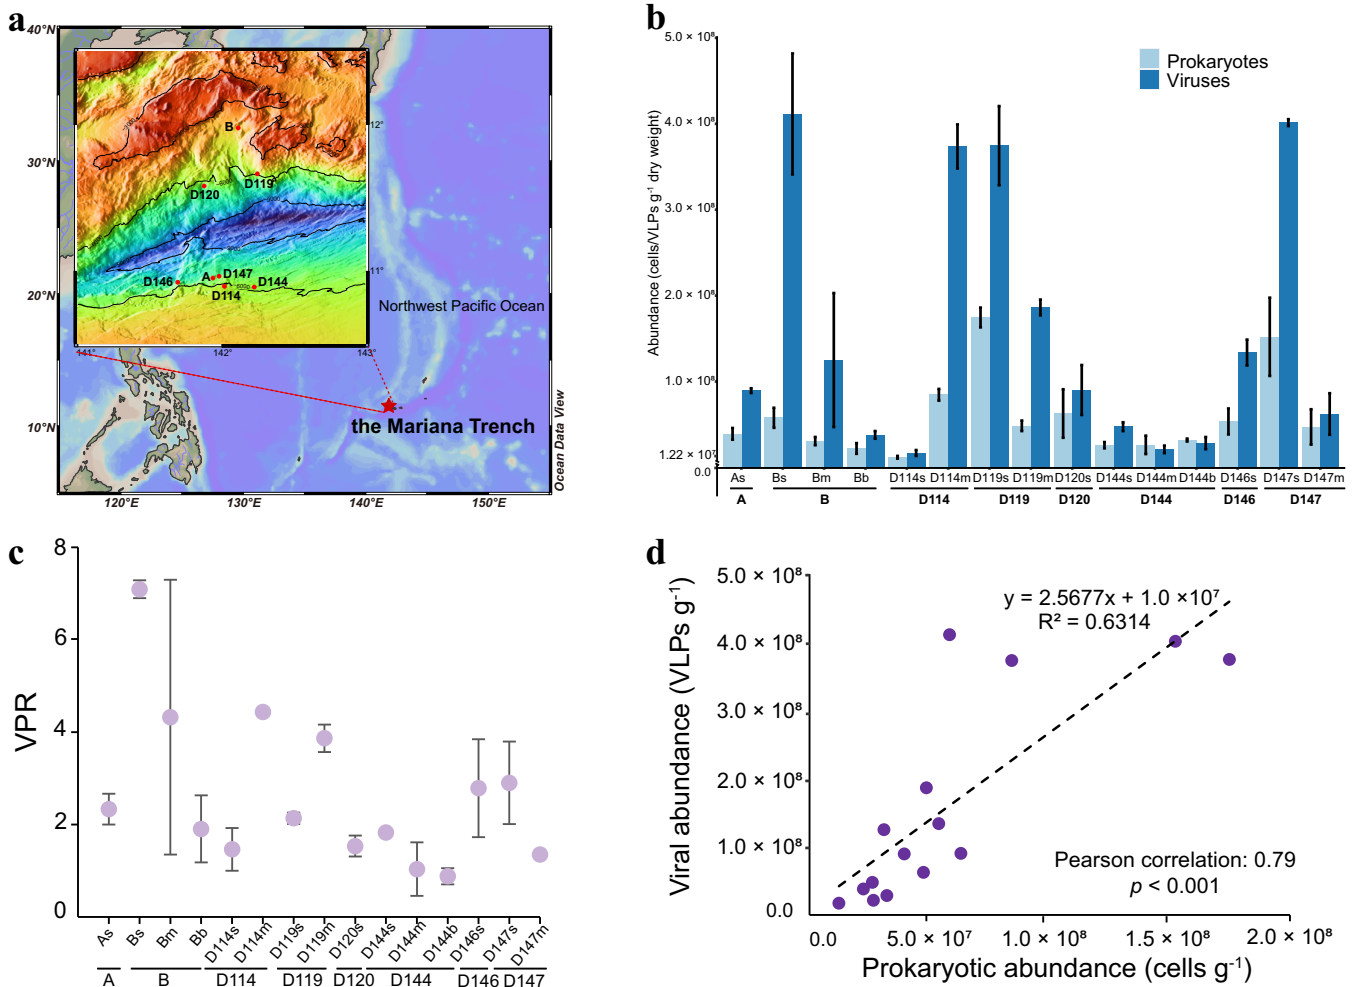 a
40°N
30°N
20°N
10°N
120°E
130°E
140°E
150°E
B
D119
D120
D146
A
D147
D114
D144
12°
11°
141°
142°
143°
Northwest Pacific Ocean
the Mariana Trench
Ocean Data View
b
Abundance (cells/VLPs g⁻¹ dry weight)
5.0 × 10⁸
4.0 × 10⁸
3.0 × 10⁸
2.0 × 10⁸
1.0 × 10⁸
1.22 × 10⁷
0.0
Prokaryotes
Viruses
As Bs Bm Bb D114s D114m D119s D119m D120s D144s D144m D144b D146s D147s D147m
A B D114 D119 D120 D144 D146 D147
c
VPR
8
6
4
2
0
As Bs Bm Bb D114s D114m D119s D119m D120s D144s D144m D144b D146s D147s D147m
A B D114 D119 D120 D144 D146 D147
d
Viral abundance (VLPs g⁻¹)
5.0 × 10⁸
4.0 × 10⁸
3.0 × 10⁸
2.0 × 10⁸
1.0 × 10⁸
0.0
y = 2.5677x + 1.0 ×10⁷
R² = 0.6314
Pearson correlation: 0.79
p < 0.001
0.0 5.0 × 10⁷ 1.0 × 10⁸ 1.5 × 10⁸ 2.0 × 10⁸
Prokaryotic abundance (cells g⁻¹)